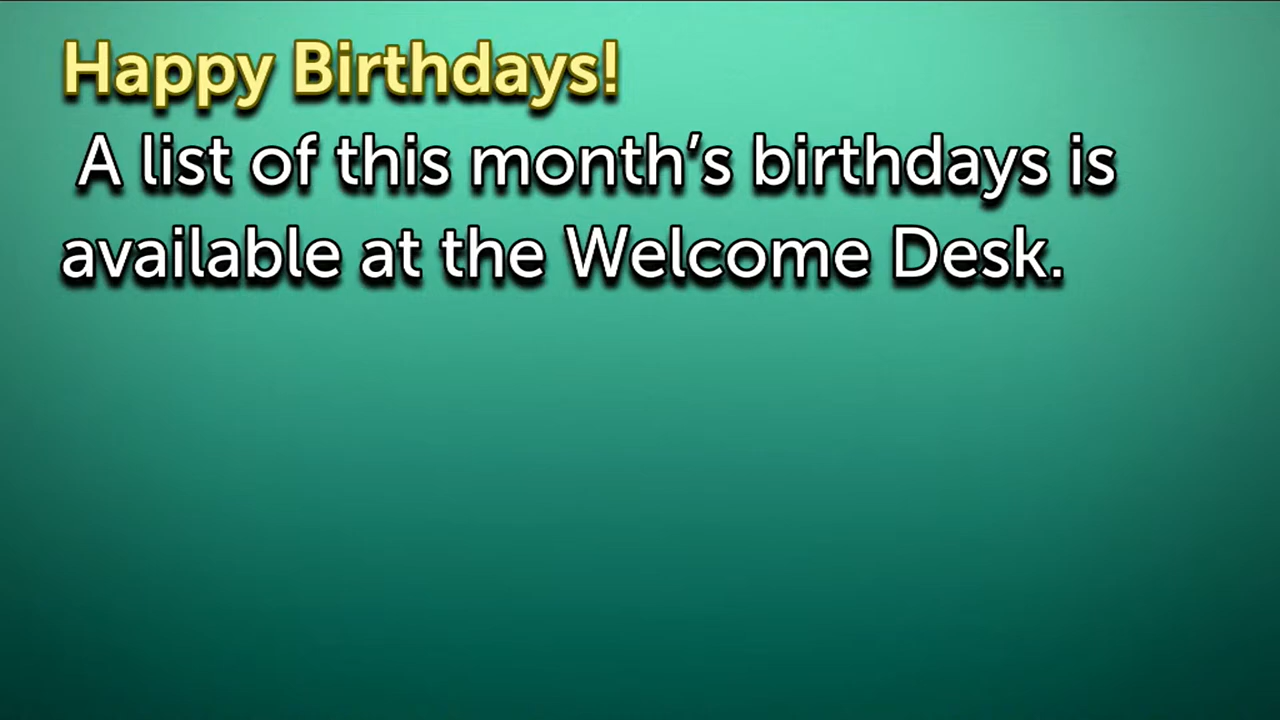 Happy Birthdays!
A list of this month’s birthdays is
available at the Welcome Desk.